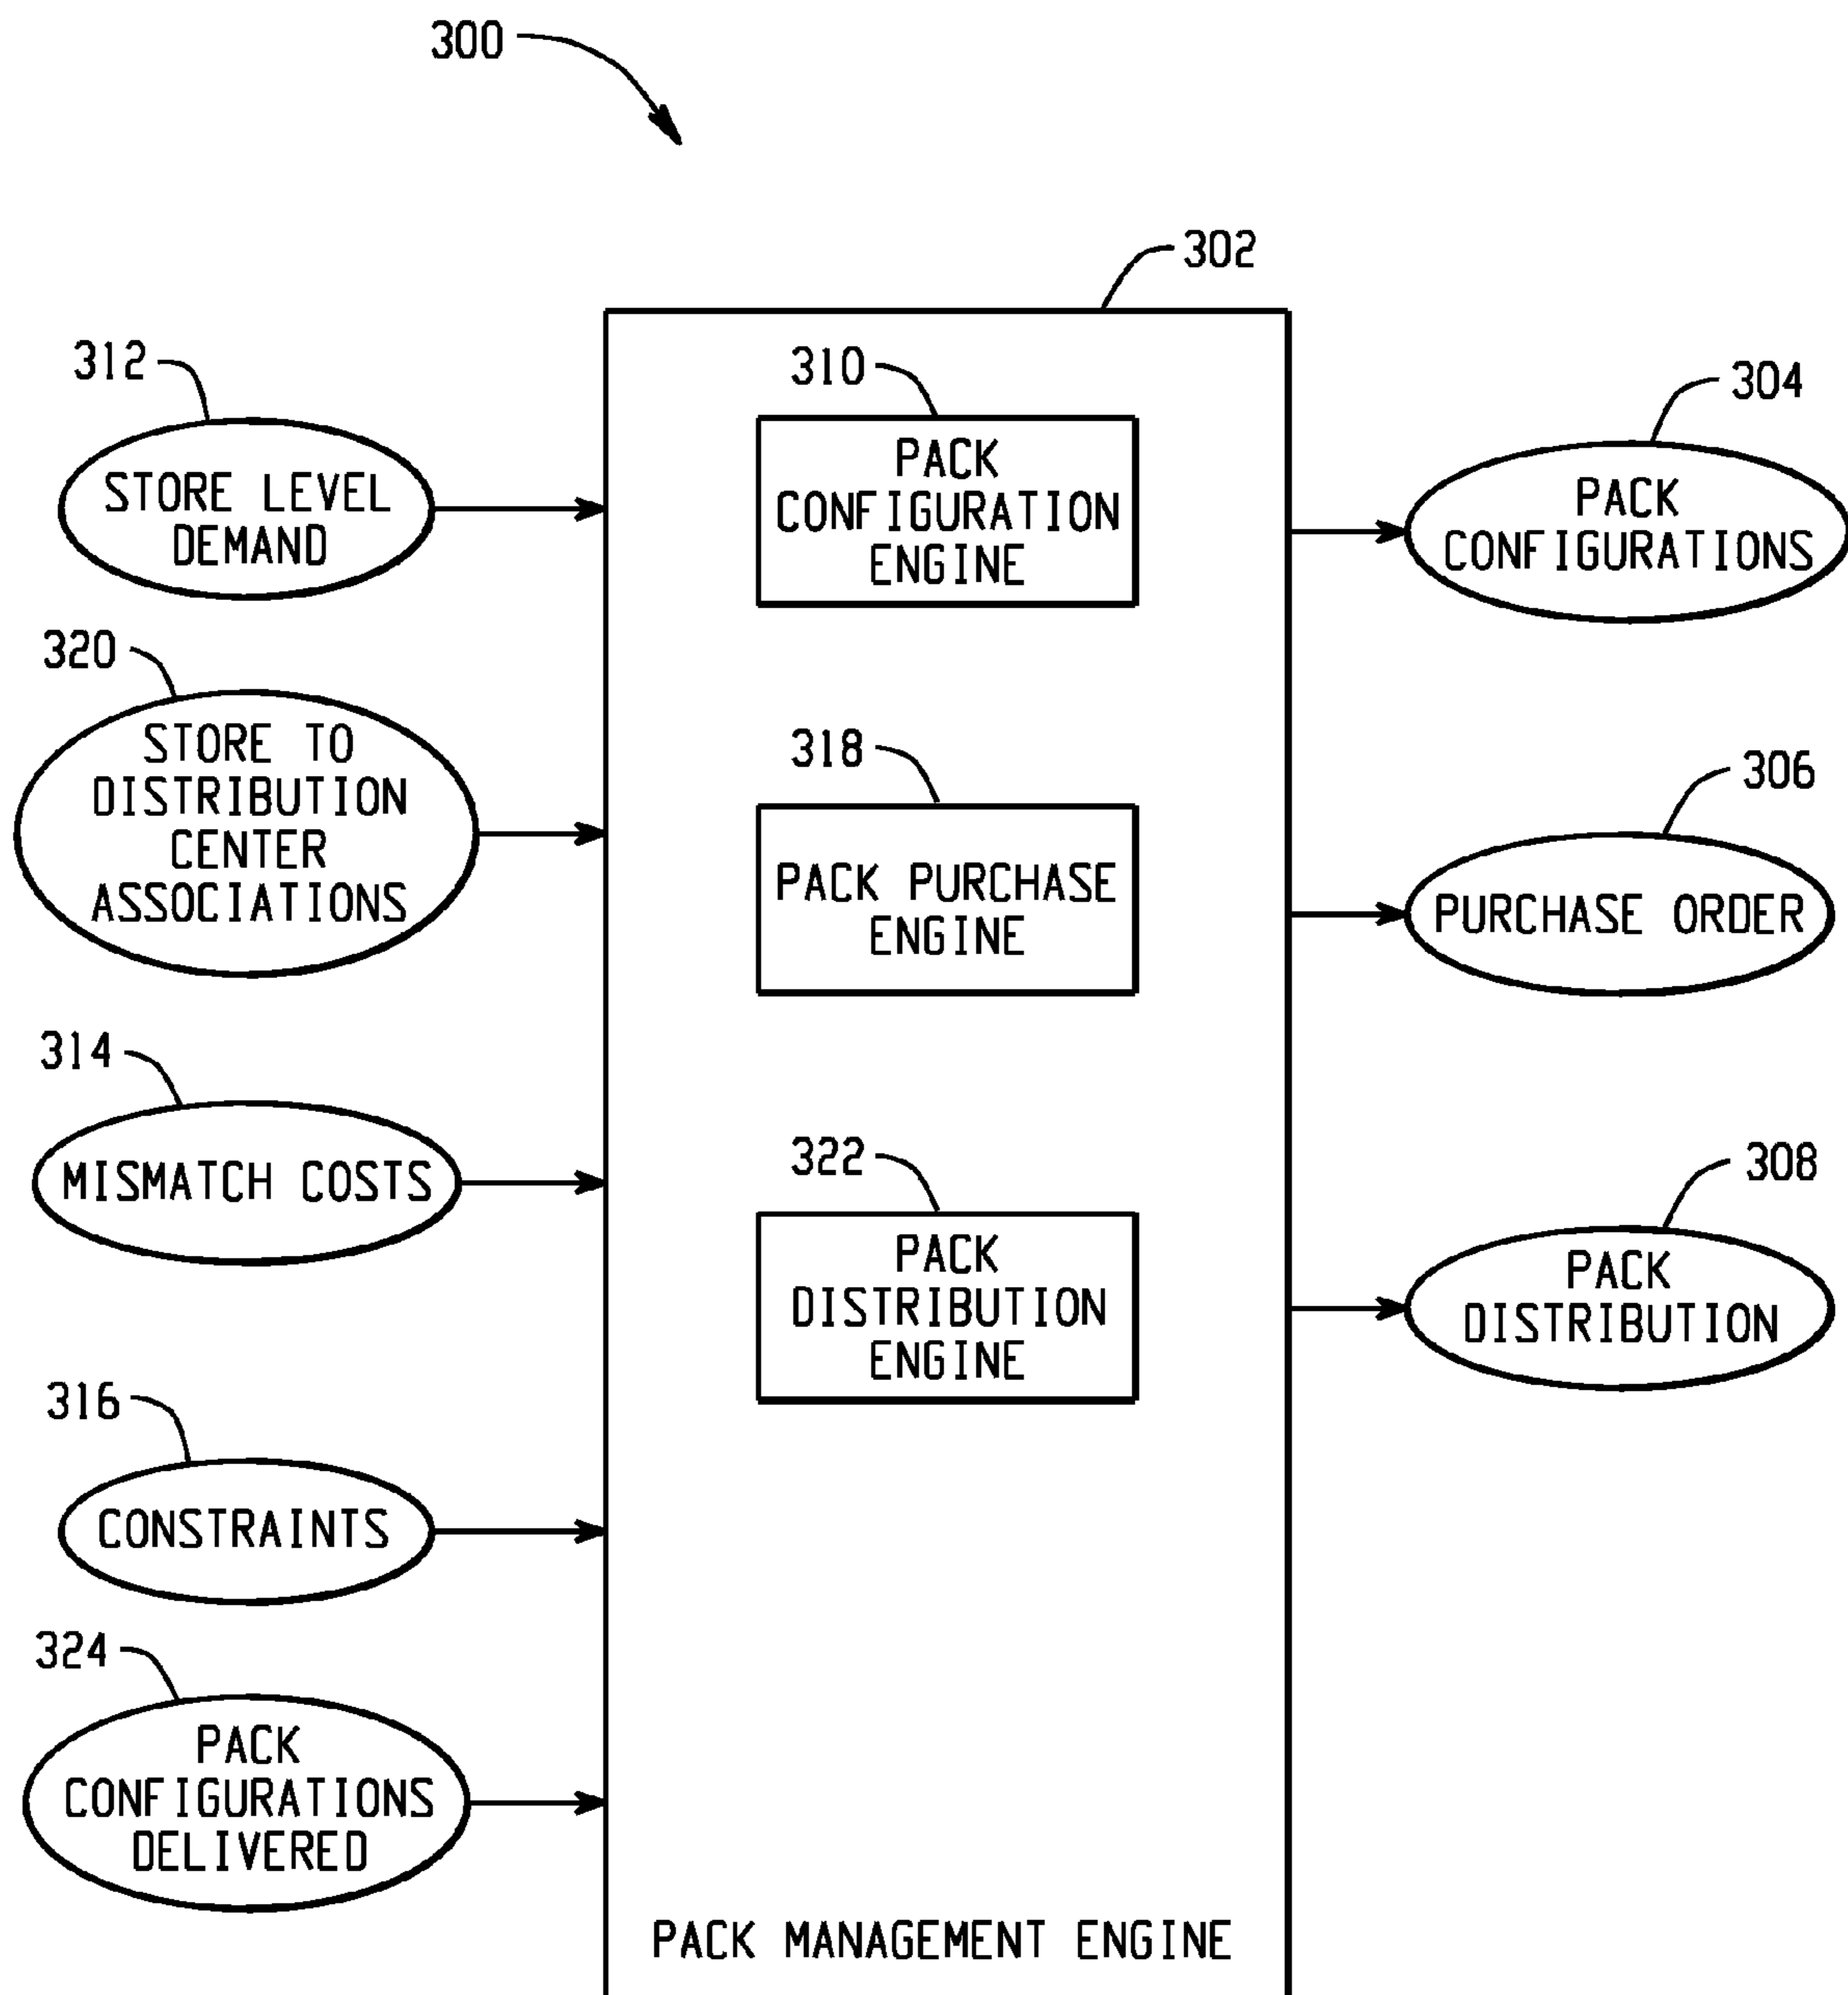 300
302
312
STORE LEVEL
DEMAND
320
STORE TO
DISTRIBUTION
CENTER
ASSOCIATIONS
314
MISMATCH COSTS
316
CONSTRAINTS
324
PACK
CONFIGURATIONS
DELIVERED
310
PACK
CONFIGURATION
ENGINE
318
PACK PURCHASE
ENGINE
322
PACK
DISTRIBUTION
ENGINE
PACK MANAGEMENT ENGINE
304
PACK
CONFIGURATIONS
306
PURCHASE ORDER
308
PACK
DISTRIBUTION